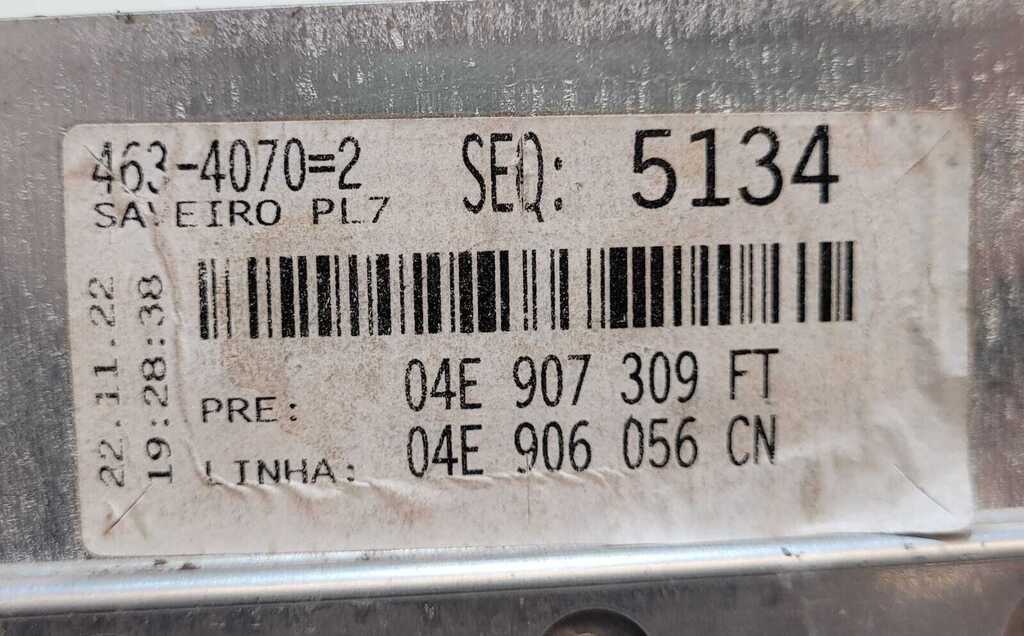 463-4070=2 SEQ: 5134
SAVEIRO PL7
22.11.22
19:28:38
PRE: 04E 907 309 FT
LINHA: 04E 906 056 CN